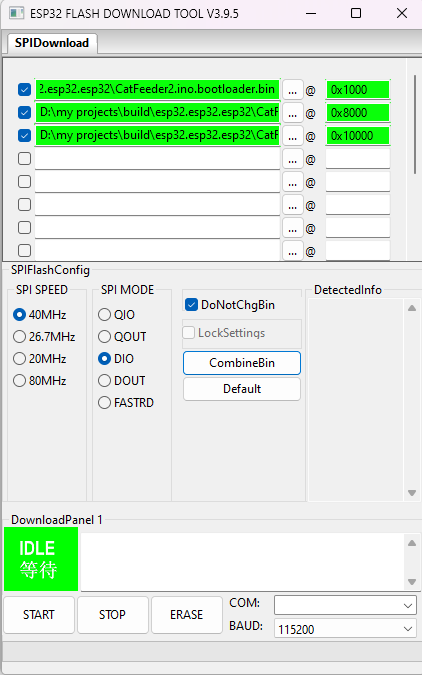 ESP32 FLASH DOWNLOAD TOOL V3.9.5
SPIDownload
2.esp32.esp32\CatFeeder2.ino.bootloader.bin ... @ 0x1000
D:\my projects\build\esp32.esp32.esp32\CatF ... @ 0x8000
D:\my projects\build\esp32.esp32.esp32\CatF ... @ 0x10000
... @
... @
... @
... @
... @
SPIFlashConfig
SPI SPEED
40MHz
26.7MHz
20MHz
80MHz
SPI MODE
QIO
QOUT
DIO
DOUT
FASTRD
DoNotChgBin
LockSettings
CombineBin
Default
DetectedInfo
DownloadPanel 1
IDLE
等待
START STOP ERASE
COM:
BAUD: 115200